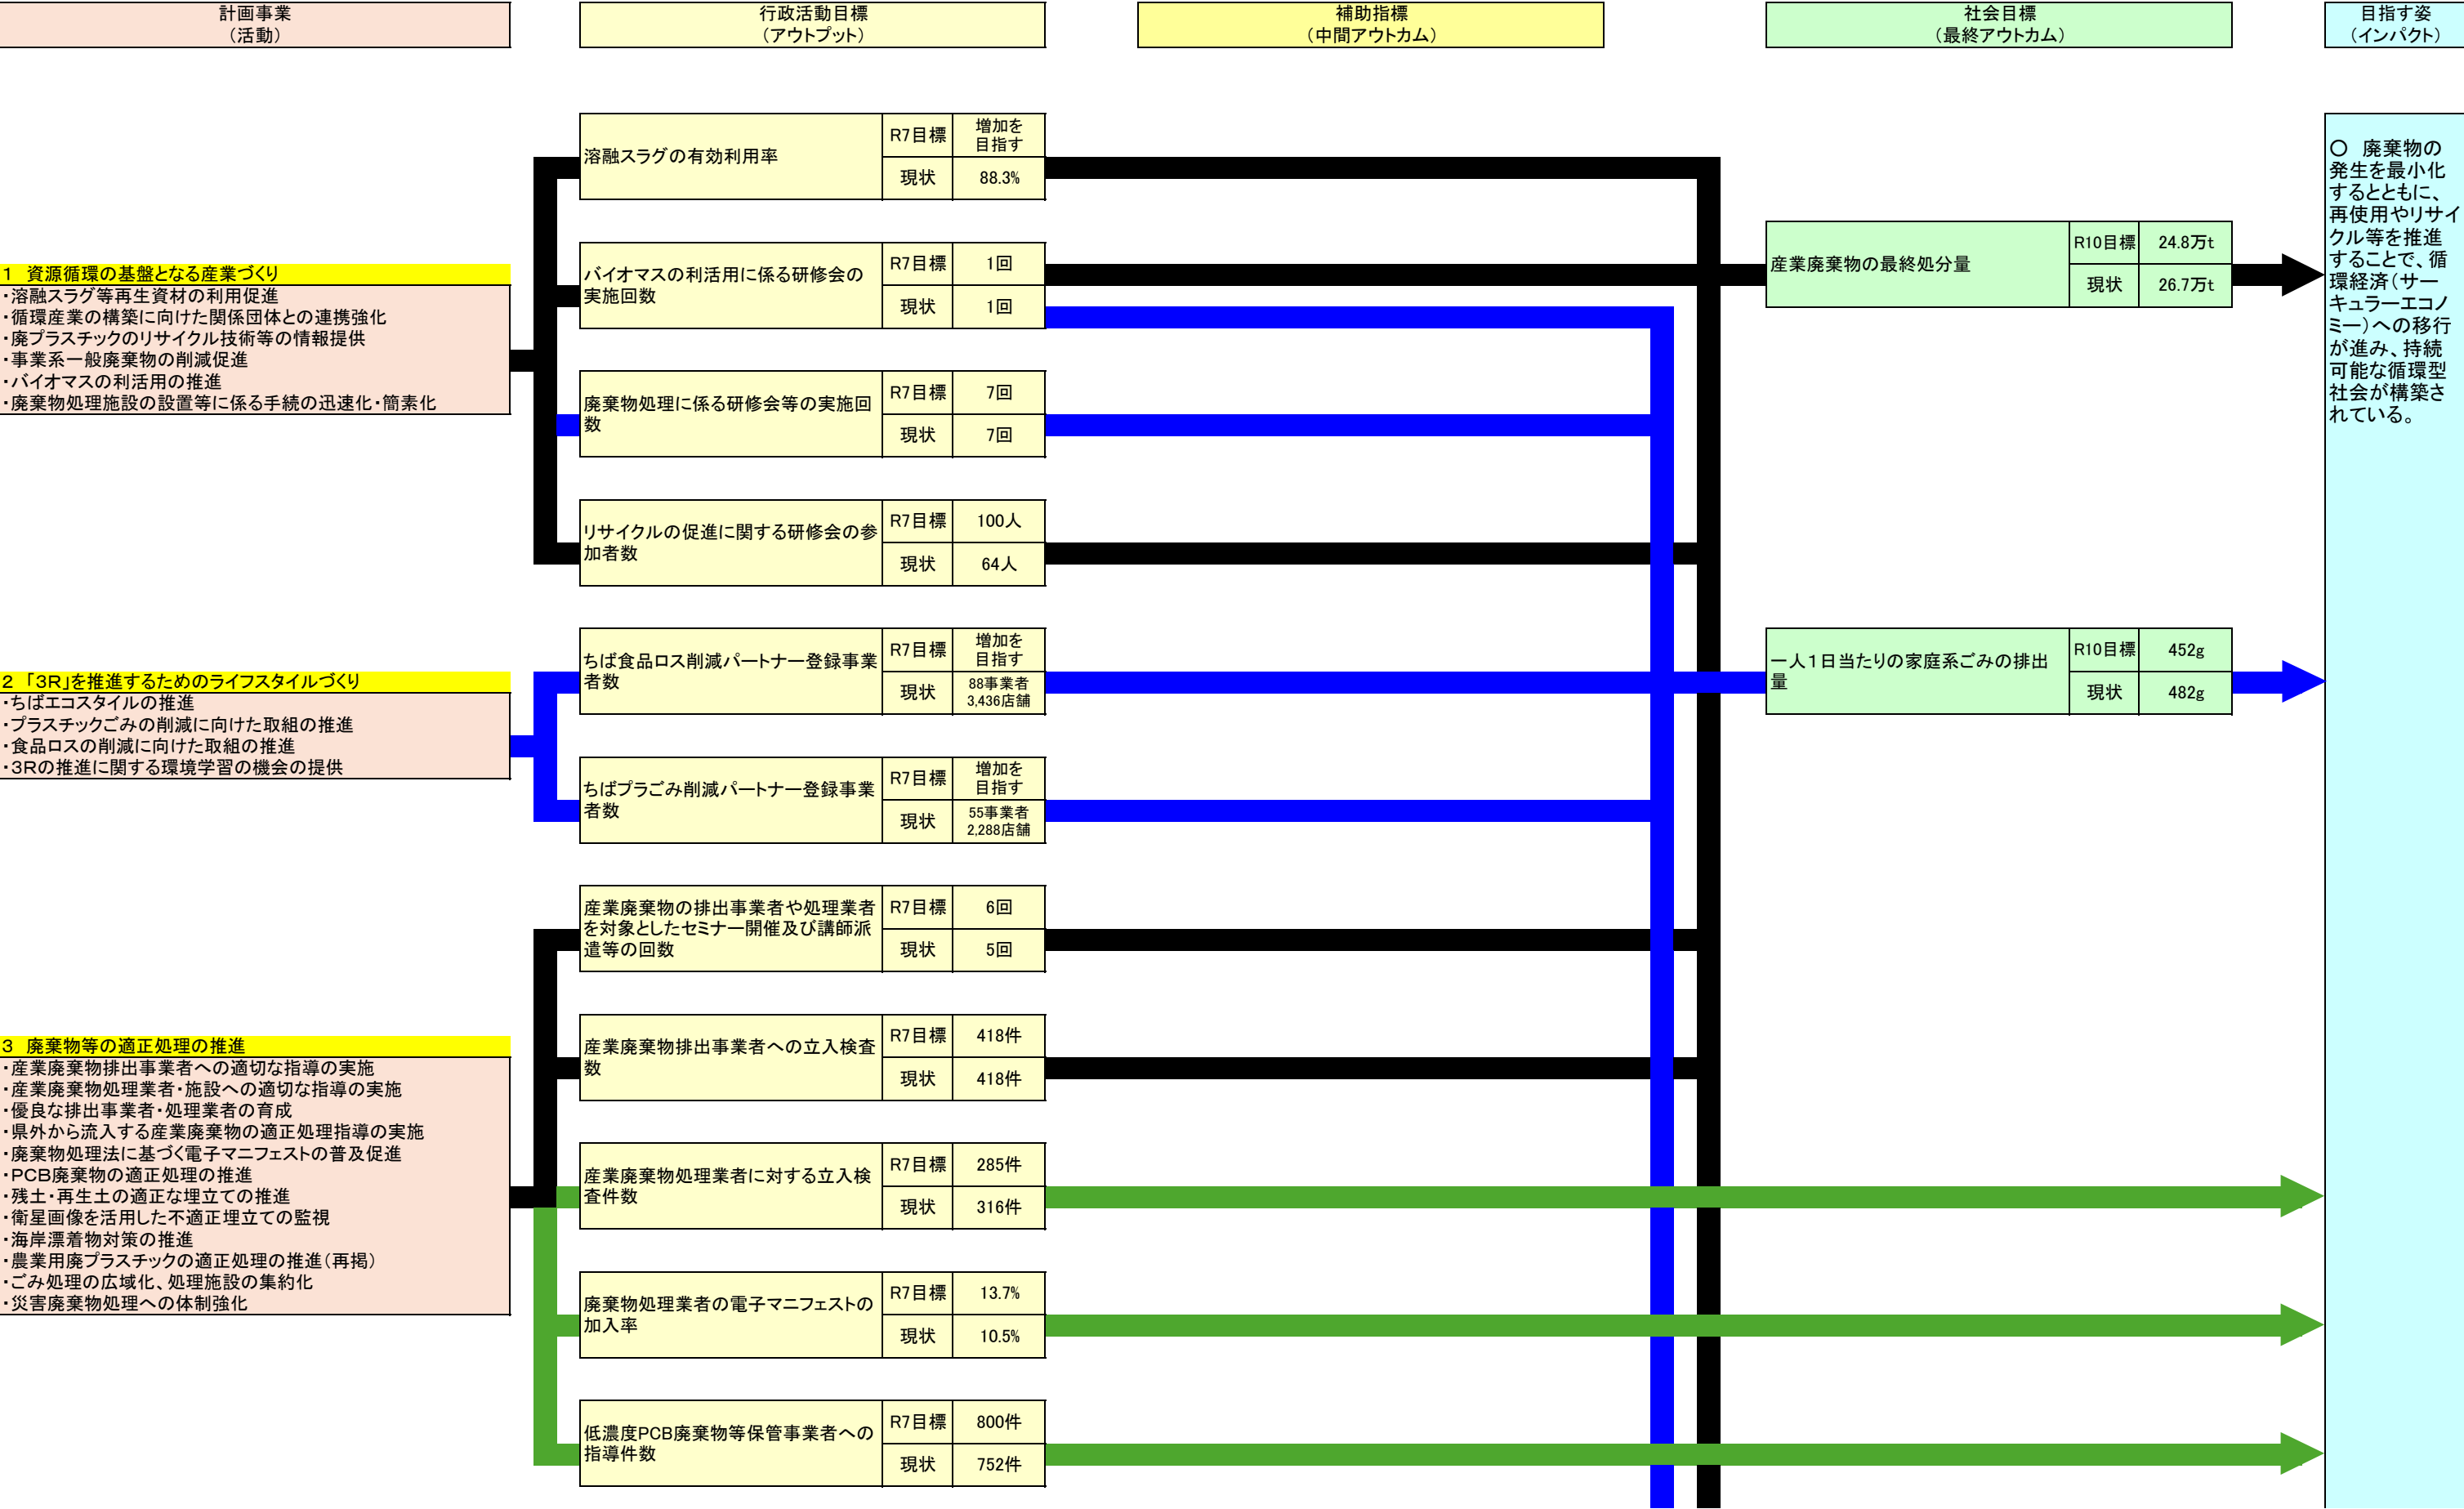 計画事業
（活動）
行政活動目標
（アウトプット）
補助指標
（中間アウトカム）
社会目標
（最終アウトカム）
目指す姿
（インパクト）
1　資源循環の基盤となる産業づくり
・溶融スラグ等再生資材の利用促進
・循環産業の構築に向けた関係団体との連携強化
・廃プラスチックのリサイクル技術等の情報提供
・事業系一般廃棄物の削減促進
・バイオマスの利活用の推進
・廃棄物処理施設の設置等に係る手続の迅速化・簡素化
2　「3R」を推進するためのライフスタイルづくり
・ちばエコスタイルの推進
・プラスチックごみの削減に向けた取組の推進
・食品ロスの削減に向けた取組の推進
・3Rの推進に関する環境学習の機会の提供
3　廃棄物等の適正処理の推進
・産業廃棄物排出事業者への適切な指導の実施
・産業廃棄物処理業者・施設への適切な指導の実施
・優良な排出事業者・処理業者の育成
・県外から流入する産業廃棄物の適正処理指導の実施
・廃棄物処理法に基づく電子マニフェストの普及促進
・PCB廃棄物の適正処理の推進
・残土・再生土の適正な埋立ての推進
・衛星画像を活用した不適正埋立ての監視
・海岸漂着物対策の推進
・農業用廃プラスチックの適正処理の推進（再掲）
・ごみ処理の広域化、処理施設の集約化
・災害廃棄物処理への体制強化
溶融スラグの有効利用率
R7目標
増加を
目指す
現状
88.3%
バイオマスの利活用に係る研修会の
実施回数
R7目標
1回
現状
1回
廃棄物処理に係る研修会等の実施回
数
R7目標
7回
現状
7回
リサイクルの促進に関する研修会の参
加者数
R7目標
100人
現状
64人
ちば食品ロス削減パートナー登録事業
者数
R7目標
増加を
目指す
現状
88事業者
3,436店舗
ちばプラごみ削減パートナー登録事業
者数
R7目標
増加を
目指す
現状
55事業者
2,288店舗
産業廃棄物の排出事業者や処理業者
を対象としたセミナー開催及び講師派
遣等の回数
R7目標
6回
現状
5回
産業廃棄物排出事業者への立入検査
数
R7目標
418件
現状
418件
産業廃棄物処理業者に対する立入検
査件数
R7目標
285件
現状
316件
廃棄物処理業者の電子マニフェストの
加入率
R7目標
13.7%
現状
10.5%
低濃度PCB廃棄物等保管事業者への
指導件数
R7目標
800件
現状
752件
産業廃棄物の最終処分量
R10目標
24.8万t
現状
26.7万t
一人1日当たりの家庭系ごみの排出
量
R10目標
452g
現状
482g
〇　廃棄物の
発生を最小化
するとともに、
再使用やリサイ
クル等を推進
することで、循
環経済（サー
キュラーエコノ
ミー）への移行
が進み、持続
可能な循環型
社会が構築さ
れている。